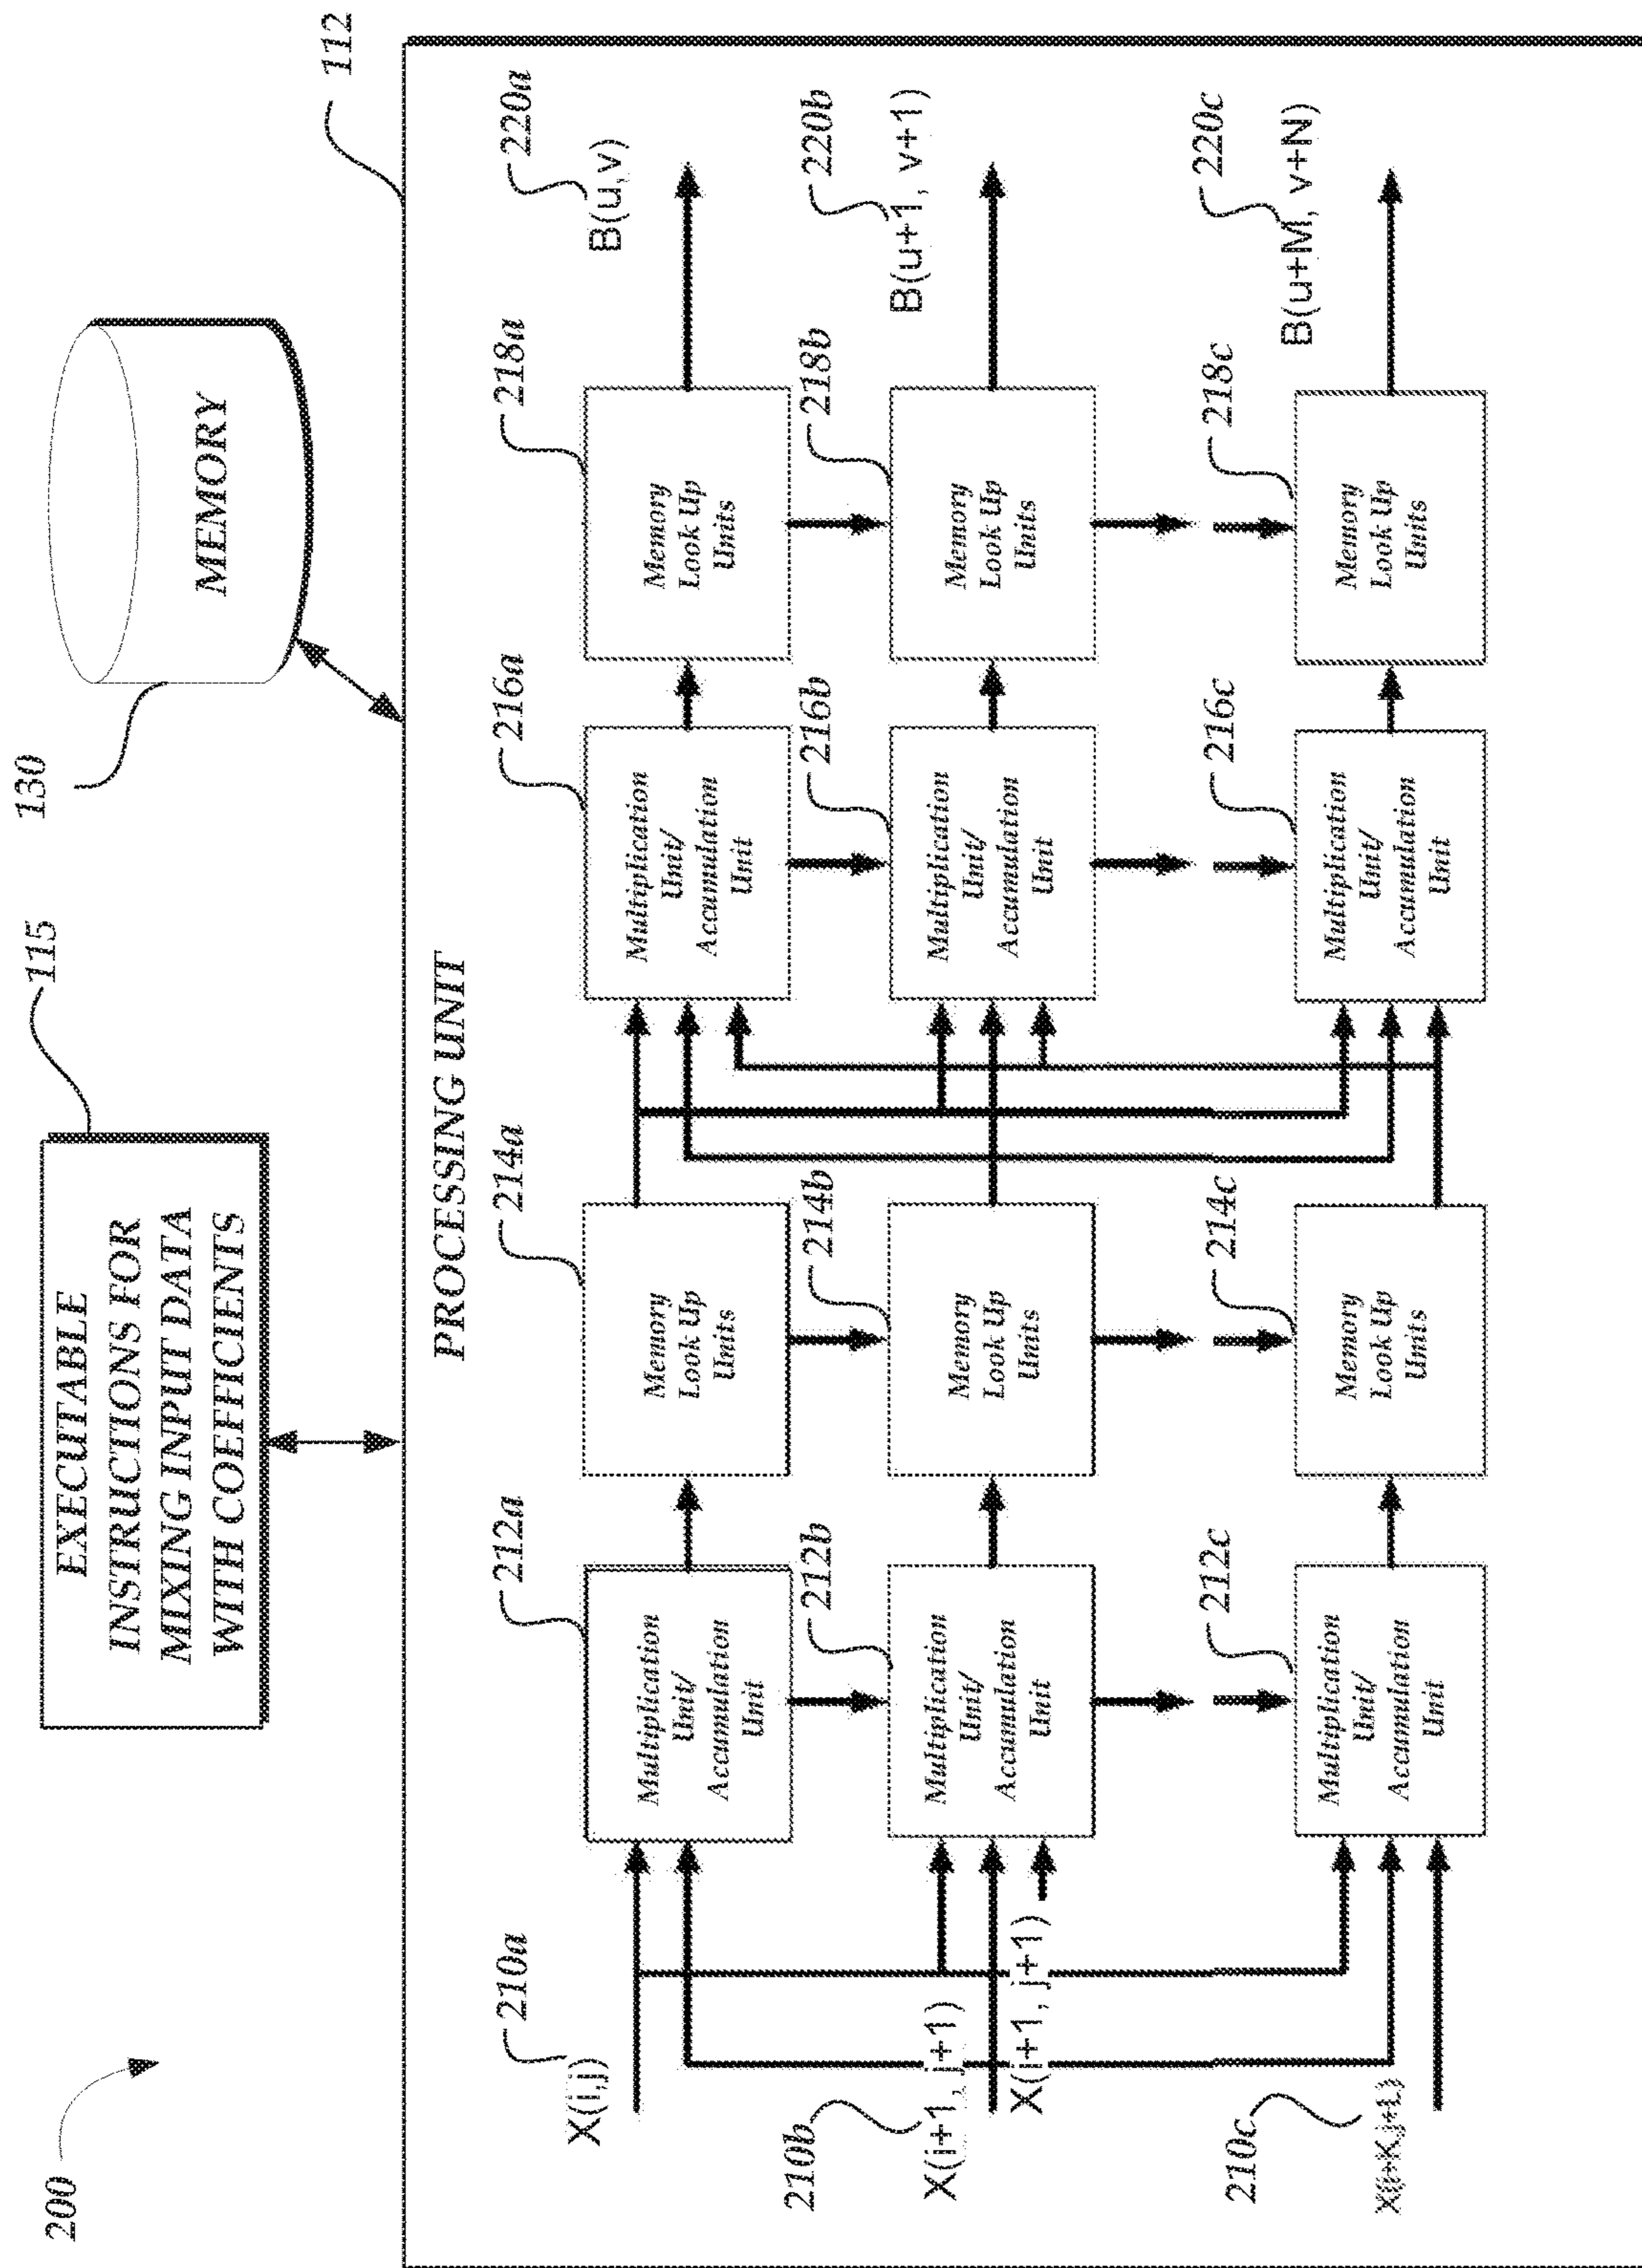 200
115
EXECUTABLE
INSTRUCTIONS FOR
MIXING INPUT DATA
WITH COEFFICIENTS
130
MEMORY
112
PROCESSING UNIT
210a
X(i,j)
212a
Multiplication
Unit/
Accumulation
Unit
214a
Memory
Look Up
Units
216a
Multiplication
Unit/
Accumulation
Unit
218a
Memory
Look Up
Units
220a
B(u,v)
210b
X(i+1, j+1)
X(i+1, j+1)
212b
Multiplication
Unit/
Accumulation
Unit
214b
Memory
Look Up
Units
216b
Multiplication
Unit/
Accumulation
Unit
218b
Memory
Look Up
Units
220b
B(u+1, v+1)
210c
X(i+K,j+L)
212c
Multiplication
Unit/
Accumulation
Unit
214c
Memory
Look Up
Units
216c
Multiplication
Unit/
Accumulation
Unit
218c
Memory
Look Up
Units
220c
B(u+M, v+N)